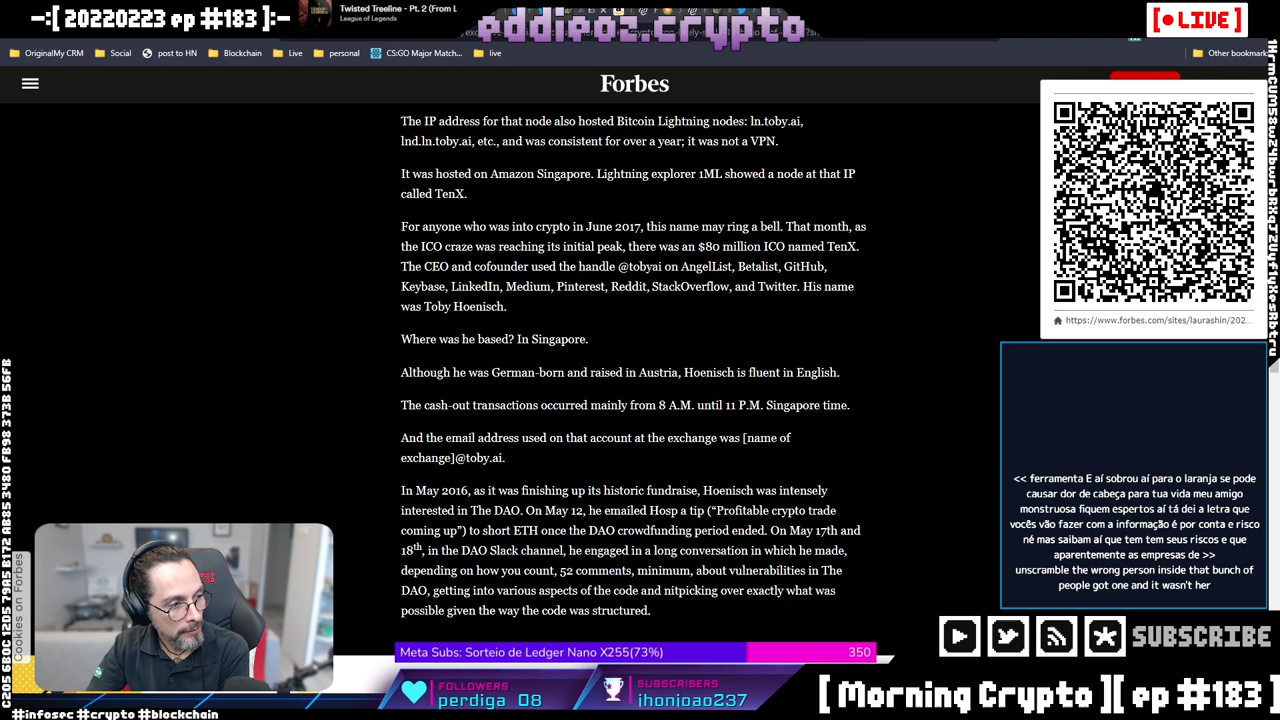 -:[ 20220223 ep #183 ]:-
Twisted Treeline - Pt. 2 (From L
League of Legends
eddieoz.crypto
[● LIVE ]
OriginalMy CRM
Social
post to HN
Blockchain
Live
personal
CS:GO Major Match...
live
Other bookmark
Forbes
The IP address for that node also hosted Bitcoin Lightning nodes: ln.toby.ai,
lnd.ln.toby.ai, etc., and was consistent for over a year; it was not a VPN.
It was hosted on Amazon Singapore. Lightning explorer 1ML showed a node at that IP
called TenX.
For anyone who was into crypto in June 2017, this name may ring a bell. That month, as
the ICO craze was reaching its initial peak, there was an $80 million ICO named TenX.
The CEO and cofounder used the handle @tobyai on AngelList, Betalist, GitHub,
Keybase, LinkedIn, Medium, Pinterest, Reddit, StackOverflow, and Twitter. His name
was Toby Hoenisch.
Where was he based? In Singapore.
Although he was German-born and raised in Austria, Hoenisch is fluent in English.
The cash-out transactions occurred mainly from 8 A.M. until 11 P.M. Singapore time.
And the email address used on that account at the exchange was [name of
exchange]@toby.ai.
In May 2016, as it was finishing up its historic fundraise, Hoenisch was intensely
interested in The DAO. On May 12, he emailed Hosp a tip (“Profitable crypto trade
coming up”) to short ETH once the DAO crowdfunding period ended. On May 17th and
18th, in the DAO Slack channel, he engaged in a long conversation in which he made,
depending on how you count, 52 comments, minimum, about vulnerabilities in The
DAO, getting into various aspects of the code and nitpicking over exactly what was
possible given the way the code was structured.
https://www.forbes.com/sites/laurashin/202...
<< ferramenta E aí sobrou aí para o laranja se pode
causar dor de cabeça para tua vida meu amigo
monstruosa fiquem espertos aí tá dei a letra que
vocês vão fazer com a informação é por conta e risco
né mas saibam aí que tem tem seus riscos e que
aparentemente as empresas de >>
unscramble the wrong person inside that bunch of
people got one and it wasn't her
Cookies on Forbes
C505 5B0C 12D5 79A5 B172 AB85 3480 FB98 373B 56FB
Meta Subs: Sorteio de Ledger Nano X255(73%)
350
FOLLOWERS
perdiga_08
SUBSCRIBERS
ihonjoao237
SUBSCRIBE
[ Morning Crypto ][ ep #183 ]
#infosec #crypto #blockchain